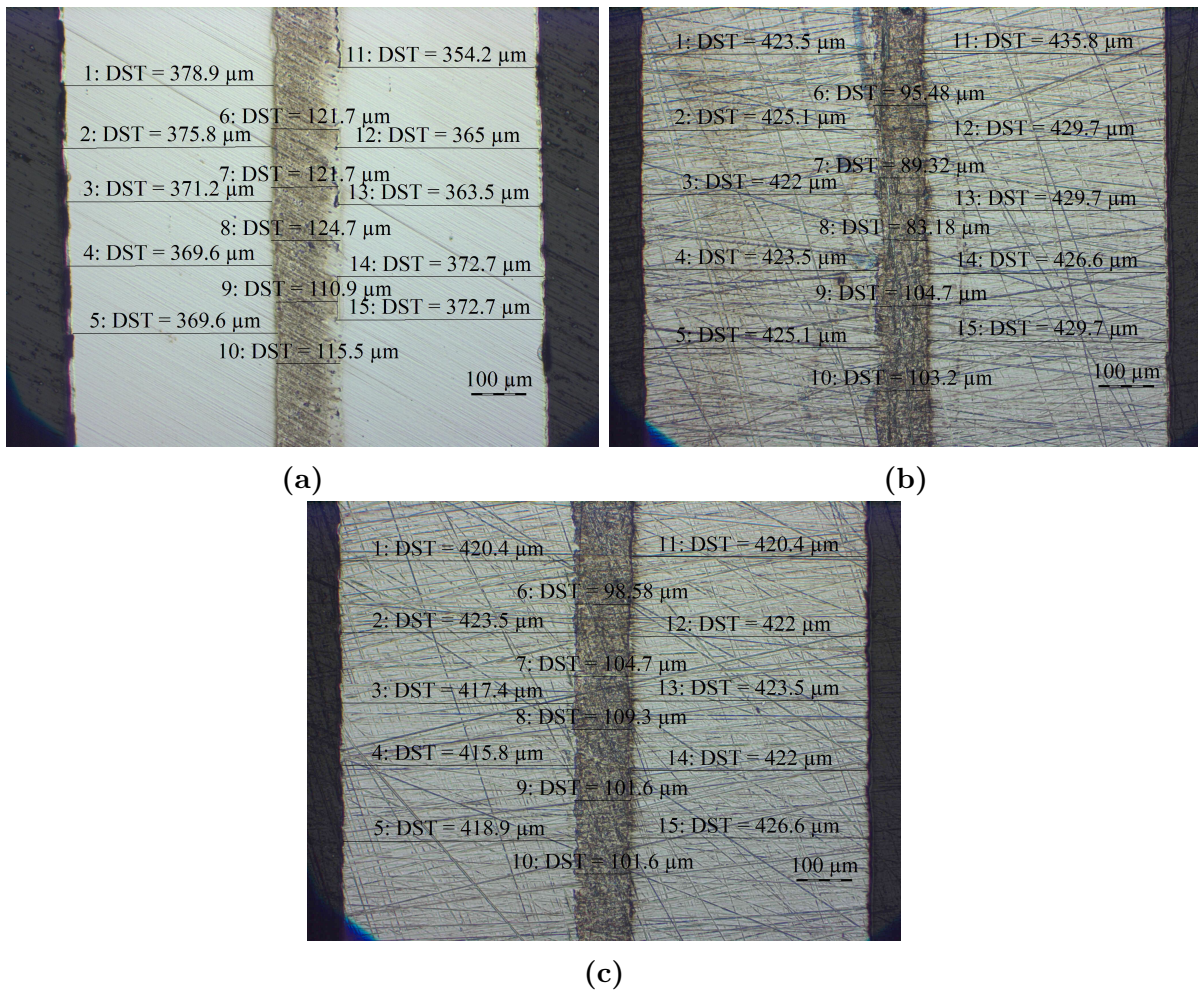 11: DST = 354.2 µm
1: DST = 378.9 µm
6: DST = 121.7 µm
2: DST = 375.8 µm
12: DST = 365 µm
7: DST = 121.7 µm
3: DST = 371.2 µm
13: DST = 363.5 µm
8: DST = 124.7 µm
4: DST = 369.6 µm
14: DST = 372.7 µm
9: DST = 110.9 µm
15: DST = 372.7 µm
5: DST = 369.6 µm
10: DST = 115.5 µm
100 µm
(a)
1: DST = 423.5 µm
11: DST = 435.8 µm
6: DST = 95.48 µm
2: DST = 425.1 µm
12: DST = 429.7 µm
7: DST = 89.32 µm
3: DST = 422 µm
13: DST = 429.7 µm
8: DST = 83.18 µm
4: DST = 423.5 µm
14: DST = 426.6 µm
9: DST = 104.7 µm
15: DST = 429.7 µm
5: DST = 425.1 µm
100 µm
10: DST = 103.2 µm
(b)
1: DST = 420.4 µm
11: DST = 420.4 µm
6: DST = 98.58 µm
2: DST = 423.5 µm
12: DST = 422 µm
7: DST = 104.7 µm
3: DST = 417.4 µm
13: DST = 423.5 µm
8: DST = 109.3 µm
4: DST = 415.8 µm
14: DST = 422 µm
9: DST = 101.6 µm
5: DST = 418.9 µm
15: DST = 426.6 µm
10: DST = 101.6 µm
100 µm
(c)